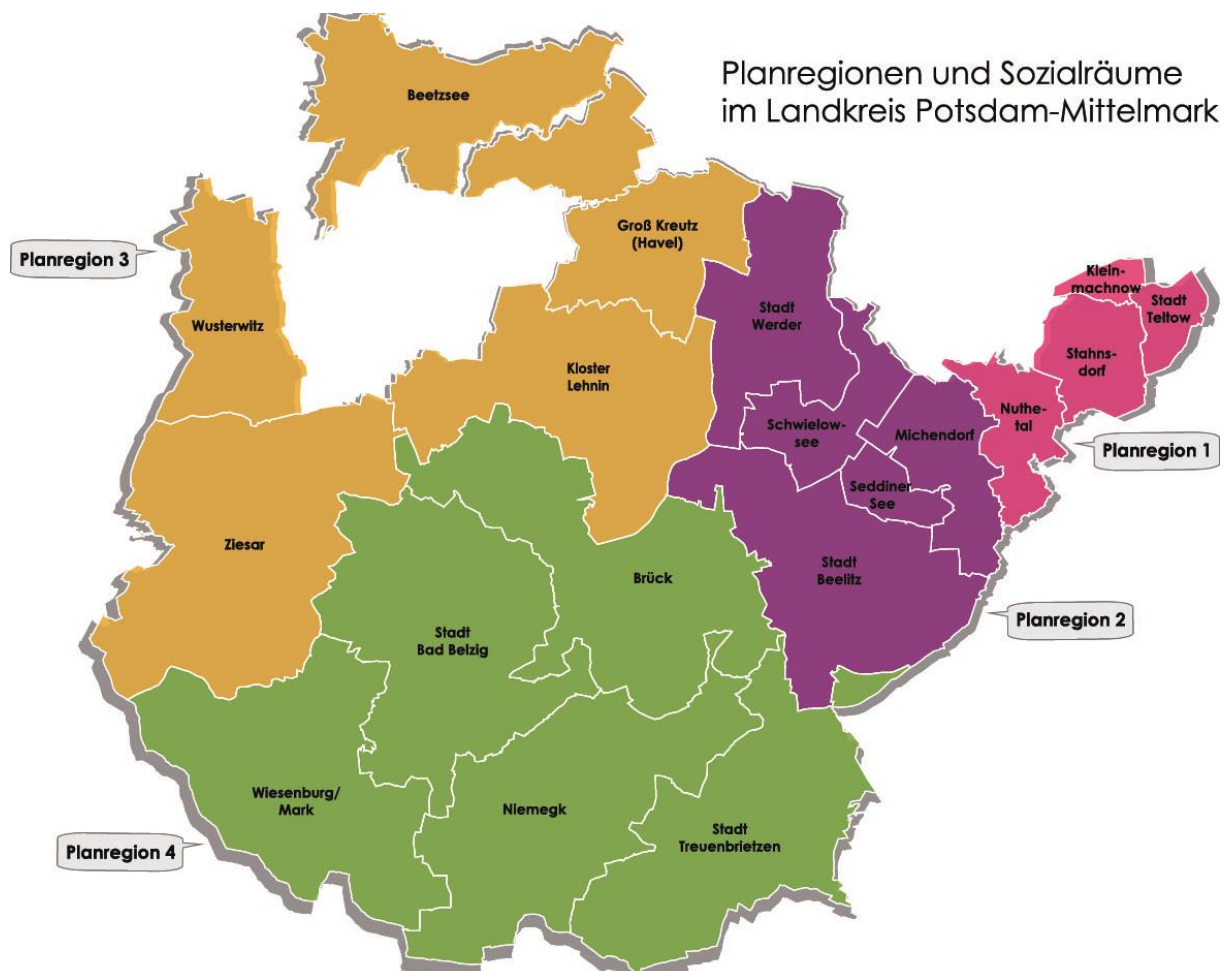 Planregionen und Sozialräume
im Landkreis Potsdam-Mittelmark
Beetzsee
Groß Kreutz
(Havel)
Planregion 3
Wusterwitz
Klein-
machnow
Stadt
Teltow
Stadt
Werder
Stahns-
dorf
Kloster
Lehnin
Nuthe-
tal
Schwielow-
see
Michendorf
Planregion 1
Seddiner
See
Ziesar
Stadt
Beelitz
Brück
Planregion 2
Stadt
Bad Belzig
Wiesenburg/
Mark
Niemegk
Stadt
Treuenbrietzen
Planregion 4